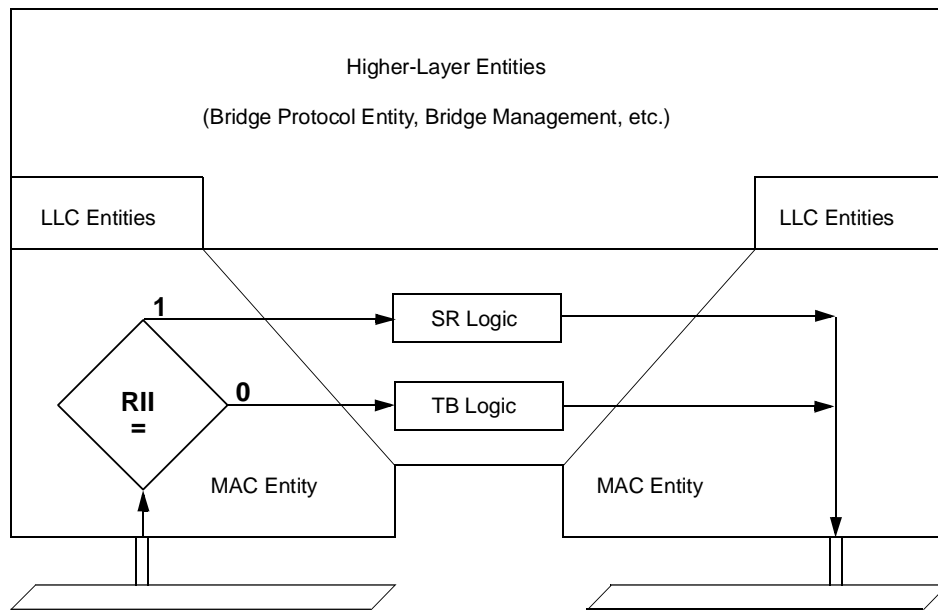 Higher-Layer Entities
(Bridge Protocol Entity, Bridge Management, etc.)
LLC Entities
LLC Entities
1
SR Logic
0
RII
=
TB Logic
MAC Entity
MAC Entity